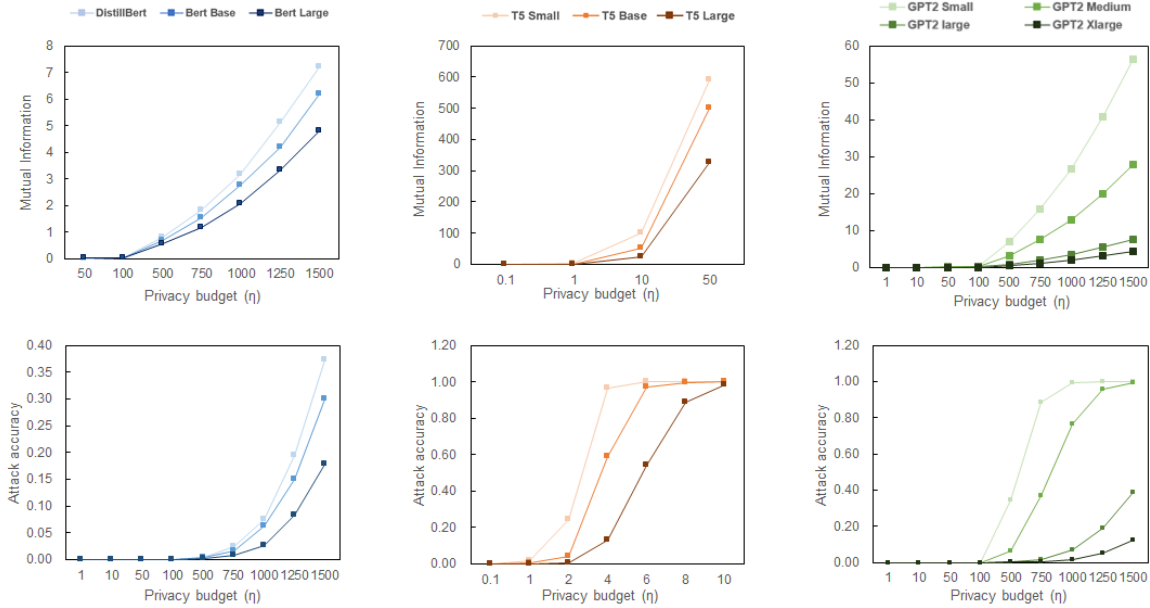 DistillBert Bert Base Bert Large
8
7
6
5
4
3
2
1
0
Mutual Information
50 100 500 750 1000 1250 1500
Privacy budget (η)
T5 Small T5 Base T5 Large
700
600
500
400
300
200
100
0
Mutual Information
0.1 1 10 50
Privacy budget (η)
GPT2 Small GPT2 Medium
GPT2 large GPT2 Xlarge
60
50
40
30
20
10
0
Mutual Information
1 10 50 100 500 750 1000 1250 1500
Privacy budget (η)
0.40
0.35
0.30
0.25
0.20
0.15
0.10
0.05
0.00
Attack accuracy
1 10 50 100 500 750 1000 1250 1500
Privacy budget (η)
1.20
1.00
0.80
0.60
0.40
0.20
0.00
Attack accuracy
0.1 1 2 4 6 8 10
Privacy budget (η)
1.20
1.00
0.80
0.60
0.40
0.20
0.00
Attack accuracy
1 10 50 100 500 750 1000 1250 1500
Privacy budget (η)